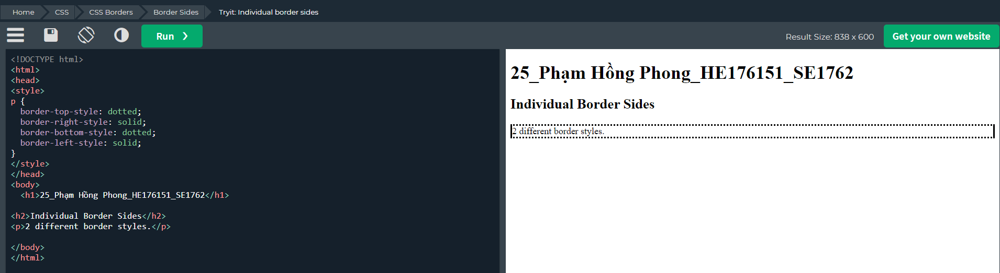 Home CSS CSS Borders Border Sides Tryit: Individual border sides
Run ❯
Result Size: 838 x 600
Get your own website
<!DOCTYPE html>
<html>
<head>
<style>
p {
  border-top-style: dotted;
  border-right-style: solid;
  border-bottom-style: dotted;
  border-left-style: solid;
}
</style>
</head>
<body>
  <h1>25_Phạm Hồng Phong_HE176151_SE1762</h1>
<h2>Individual Border Sides</h2>
<p>2 different border styles.</p>
</body>
</html>
25_Phạm Hồng Phong_HE176151_SE1762
Individual Border Sides
2 different border styles.